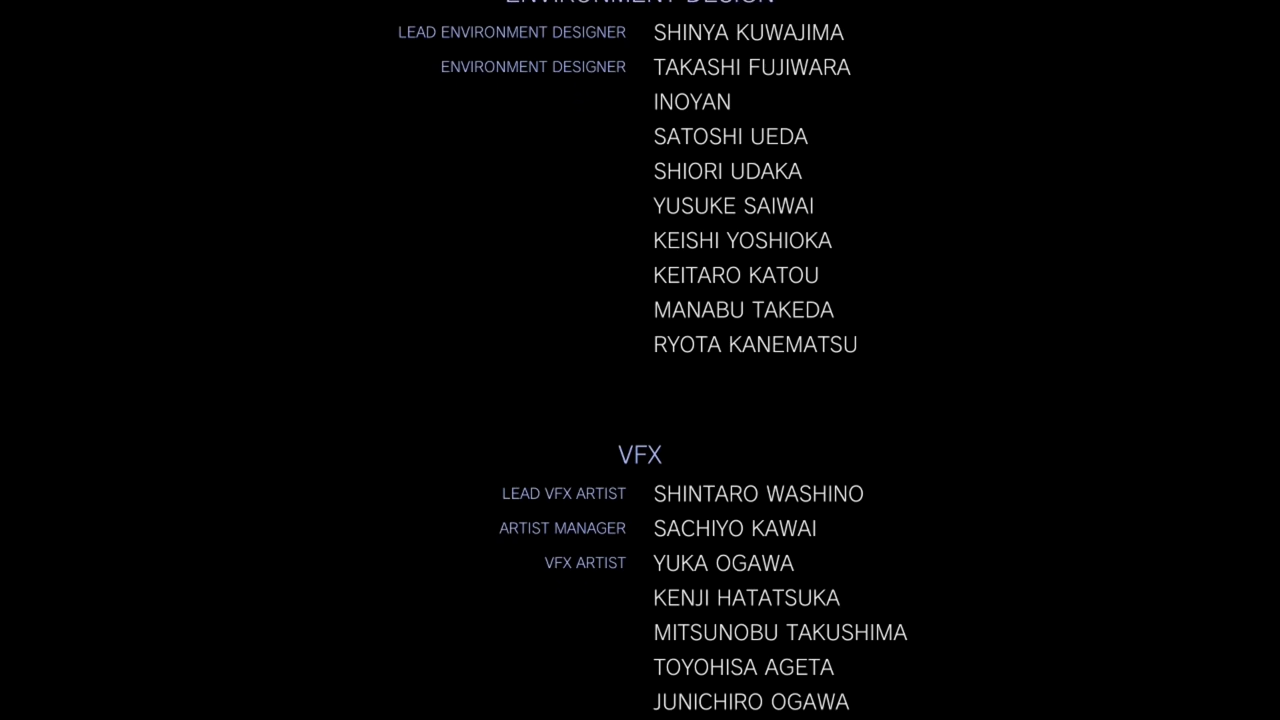 ENVIRONMENT DESIGN
LEAD ENVIRONMENT DESIGNER SHINYA KUWAJIMA
ENVIRONMENT DESIGNER TAKASHI FUJIWARA
INOYAN
SATOSHI UEDA
SHIORI UDAKA
YUSUKE SAIWAI
KEISHI YOSHIOKA
KEITARO KATOU
MANABU TAKEDA
RYOTA KANEMATSU
VFX
LEAD VFX ARTIST SHINTARO WASHINO
ARTIST MANAGER SACHIYO KAWAI
VFX ARTIST YUKA OGAWA
KENJI HATATSUKA
MITSUNOBU TAKUSHIMA
TOYOHISA AGETA
JUNICHIRO OGAWA